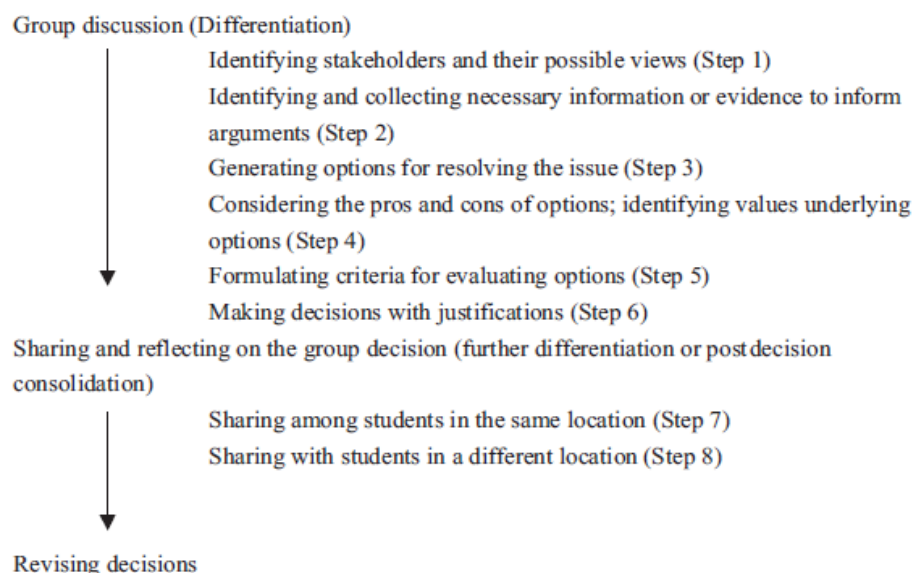 Group discussion (Differentiation)
Identifying stakeholders and their possible views (Step 1)
Identifying and collecting necessary information or evidence to inform
arguments (Step 2)
Generating options for resolving the issue (Step 3)
Considering the pros and cons of options; identifying values underlying
options (Step 4)
Formulating criteria for evaluating options (Step 5)
Making decisions with justifications (Step 6)
Sharing and reflecting on the group decision (further differentiation or postdecision
consolidation)
Sharing among students in the same location (Step 7)
Sharing with students in a different location (Step 8)
Revising decisions